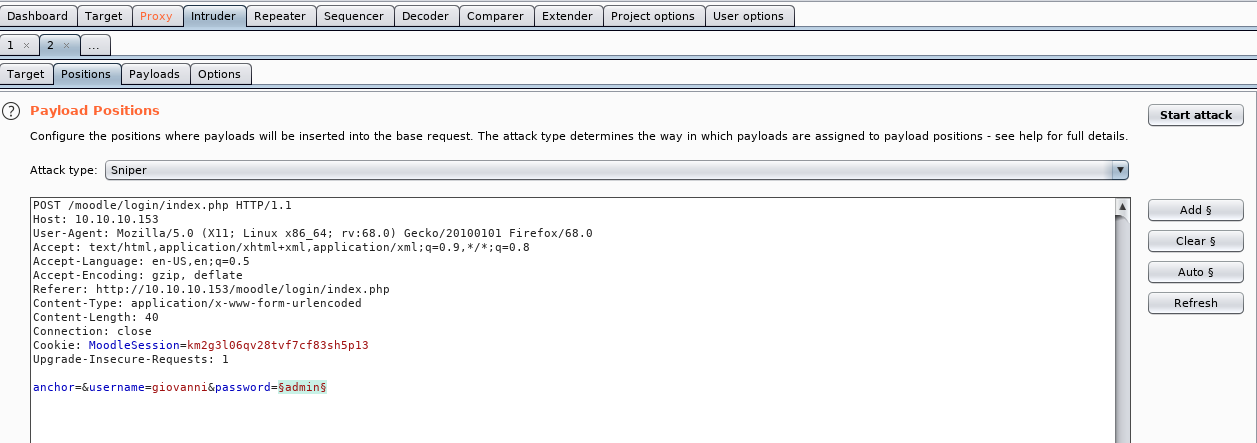 Dashboard Target Proxy Intruder Repeater Sequencer Decoder Comparer Extender Project options User options
1 × 2 × ...
Target Positions Payloads Options
? Payload Positions
Start attack
Configure the positions where payloads will be inserted into the base request. The attack type determines the way in which payloads are assigned to payload positions - see help for full details.
Attack type: Sniper
POST /moodle/login/index.php HTTP/1.1
Host: 10.10.10.153
User-Agent: Mozilla/5.0 (X11; Linux x86_64; rv:68.0) Gecko/20100101 Firefox/68.0
Accept: text/html,application/xhtml+xml,application/xml;q=0.9,*/*;q=0.8
Accept-Language: en-US,en;q=0.5
Accept-Encoding: gzip, deflate
Referer: http://10.10.10.153/moodle/login/index.php
Content-Type: application/x-www-form-urlencoded
Content-Length: 40
Connection: close
Cookie: MoodleSession=km2g3l06qv28tvf7cf83sh5p13
Upgrade-Insecure-Requests: 1
anchor=&username=giovanni&password=§admin§
Add §
Clear §
Auto §
Refresh